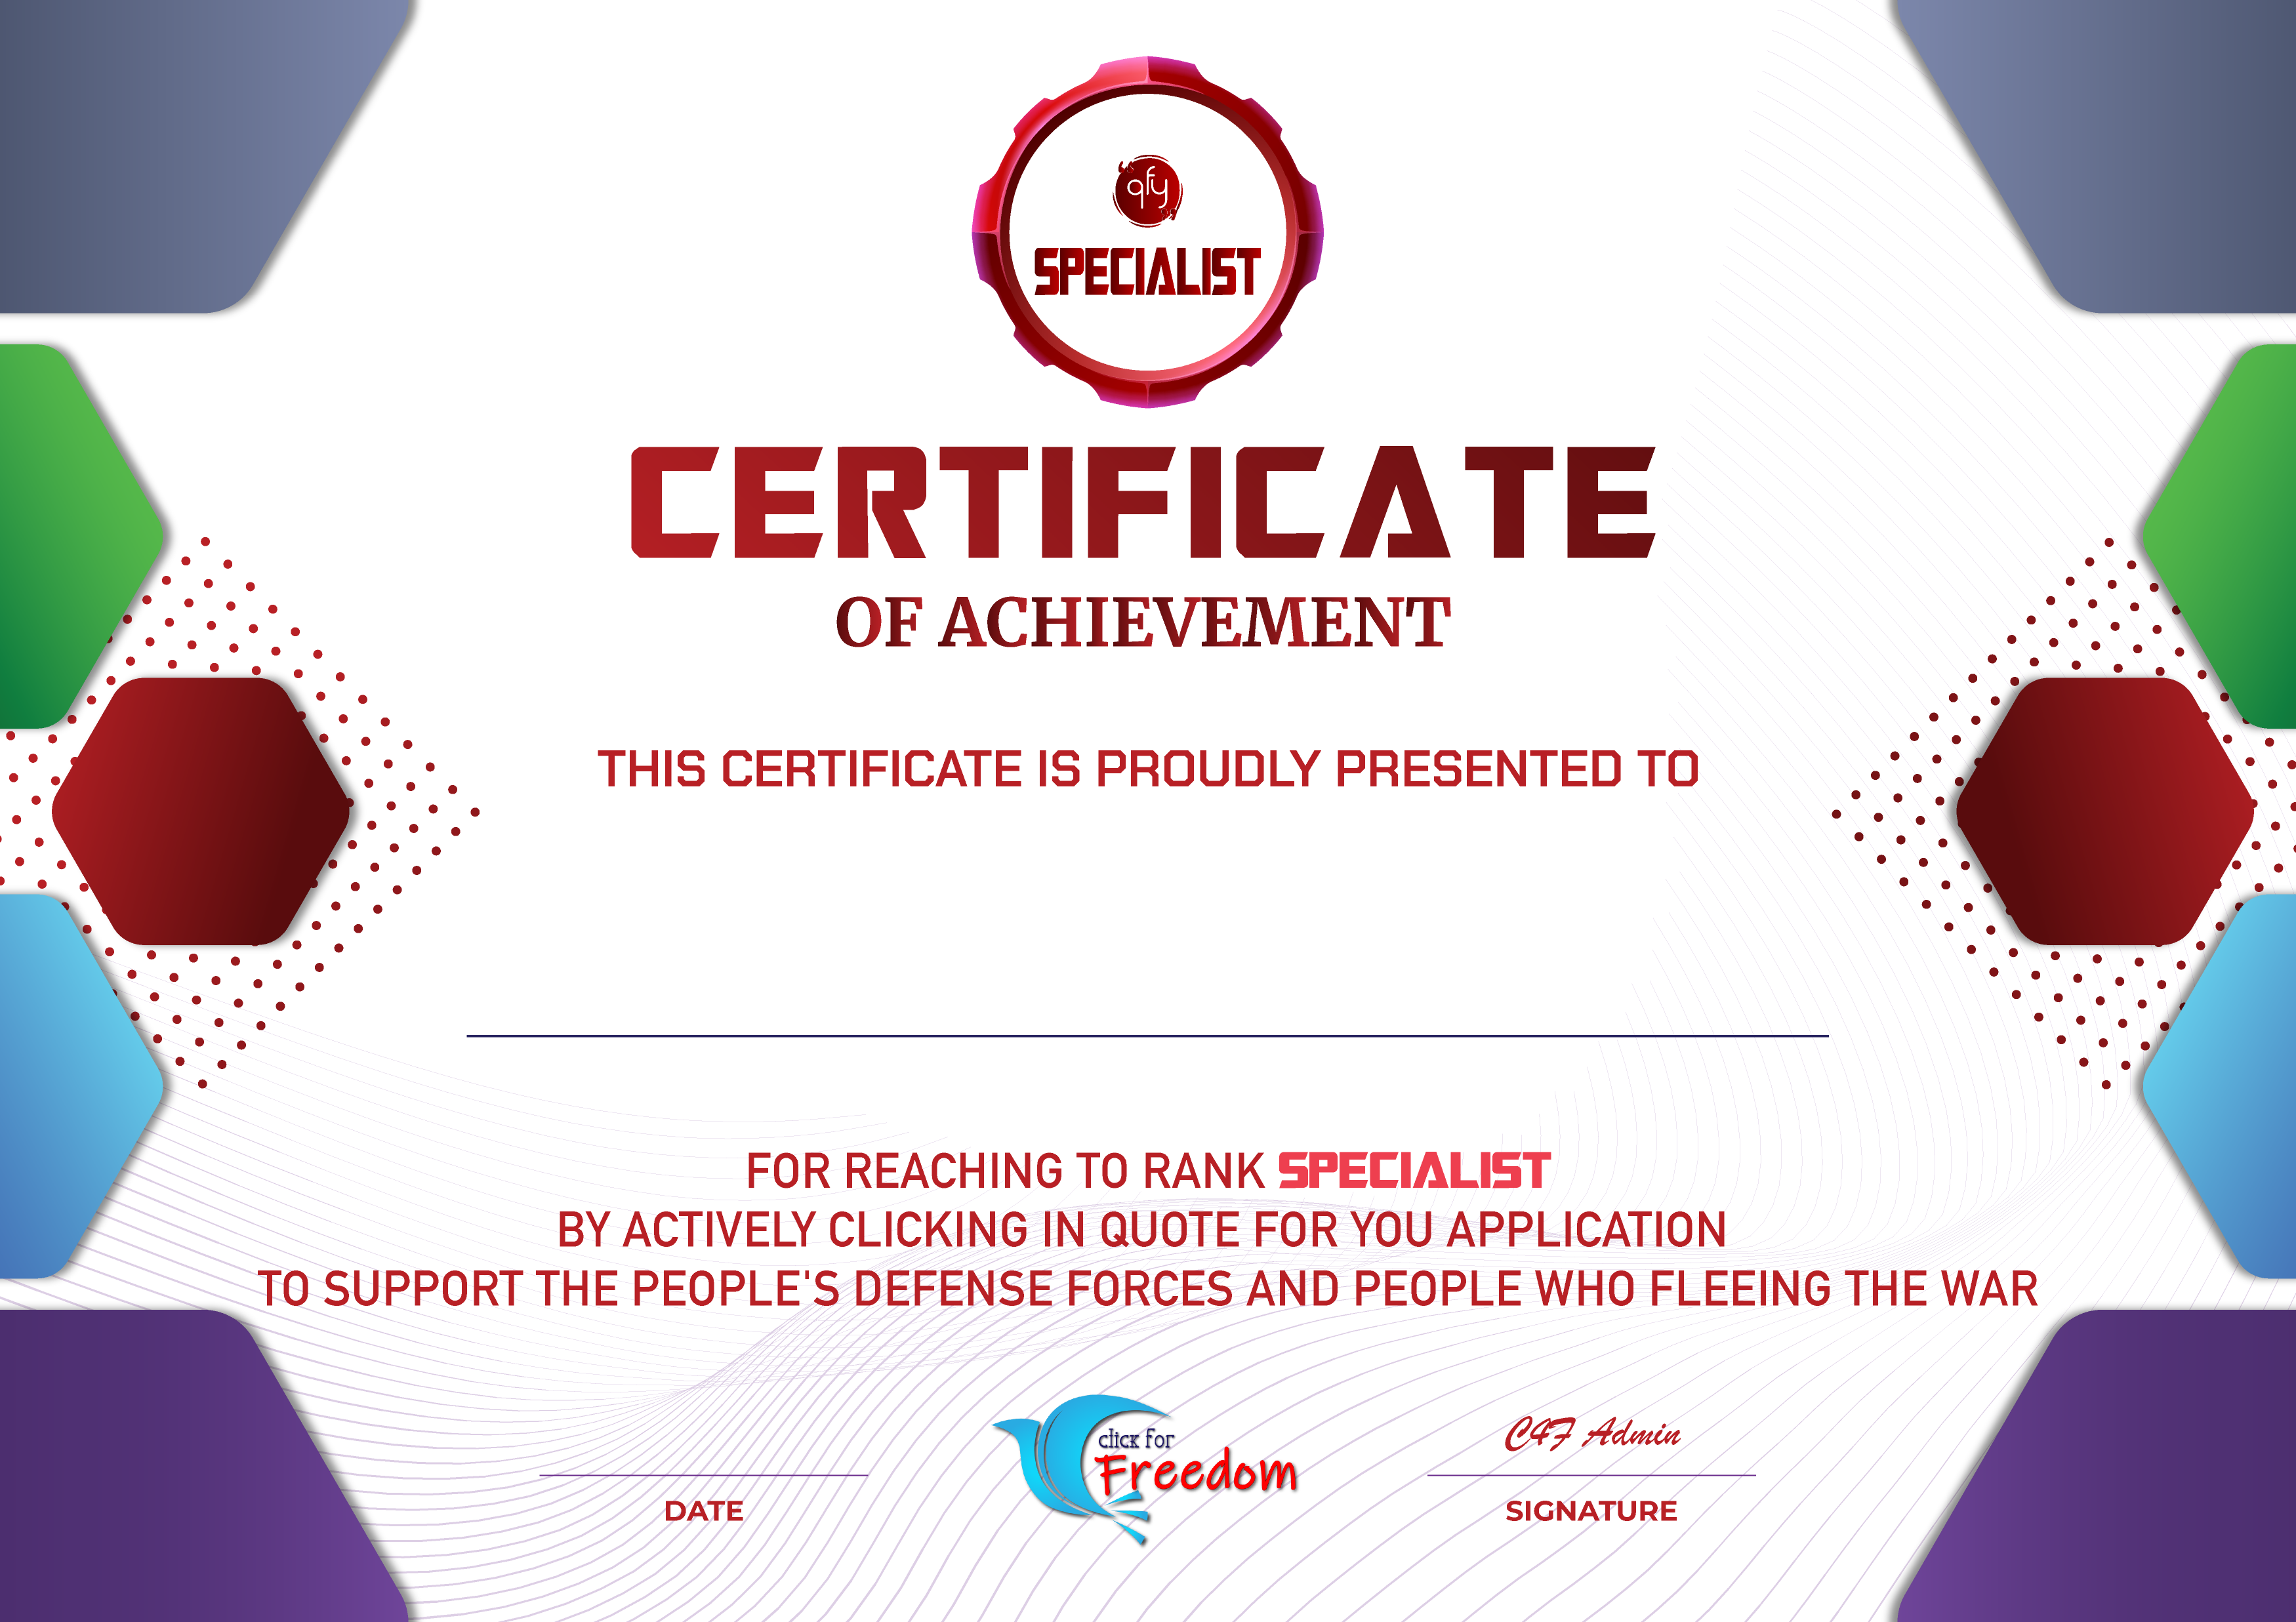 qfy
SPECIALIST
CERTIFICATE
OF ACHIEVEMENT
THIS CERTIFICATE IS PROUDLY PRESENTED TO
FOR REACHING TO RANK SPECIALIST
BY ACTIVELY CLICKING IN QUOTE FOR YOU APPLICATION
TO SUPPORT THE PEOPLE'S DEFENSE FORCES AND PEOPLE WHO FLEEING THE WAR
click for
Freedom
C4F Admin
DATE
SIGNATURE